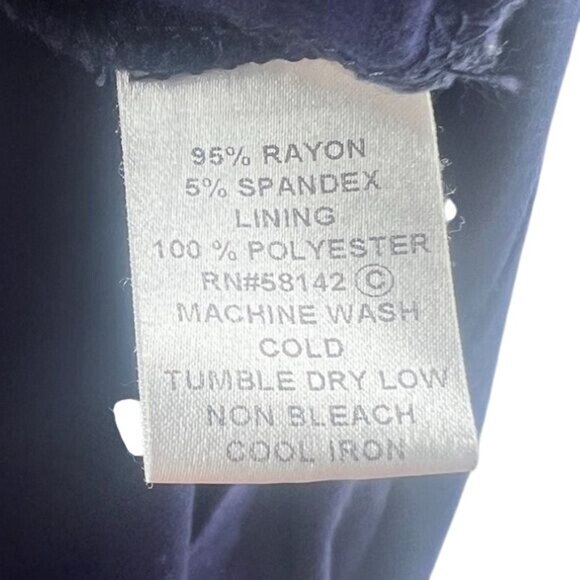 95% RAYON
5% SPANDEX
LINING
100 % POLYESTER
RN#58142 Ⓒ
MACHINE WASH
COLD
TUMBLE DRY LOW
NON BLEACH
COOL IRON